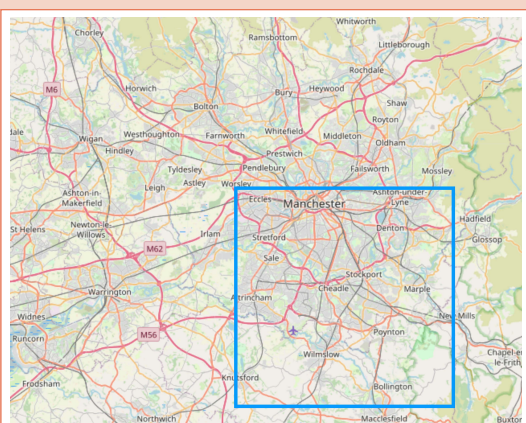 Whitworth
Chorley
Ramsbottom
Littleborough
Rochdale
M6
Horwich
Bury
Heywood
Bolton
Shaw
Royton
dale
Westhoughton
Farnworth
Whitefield
Middleton
Wigan
Oldham
Hindley
Prestwich
Tyldesley
Pendlebury
Failsworth
Mossley
Astley
Worsley
Leigh
Ashton-in-
Makerfield
Eccles
Manchester
Ashton-under-
Lyne
Hadfield
St Helens
Newton-le-
Willows
Irlam
Stretford
Denton
Glossop
M62
Sale
Stockport
Warrington
Altrincham
Cheadle
Marple
Widnes
New Mills
Runcorn
M56
Poynton
Wilmslow
Chapel-en
le-Frith
Frodsham
Knutsford
Bollington
Northwich
Macclesfield
Buxton